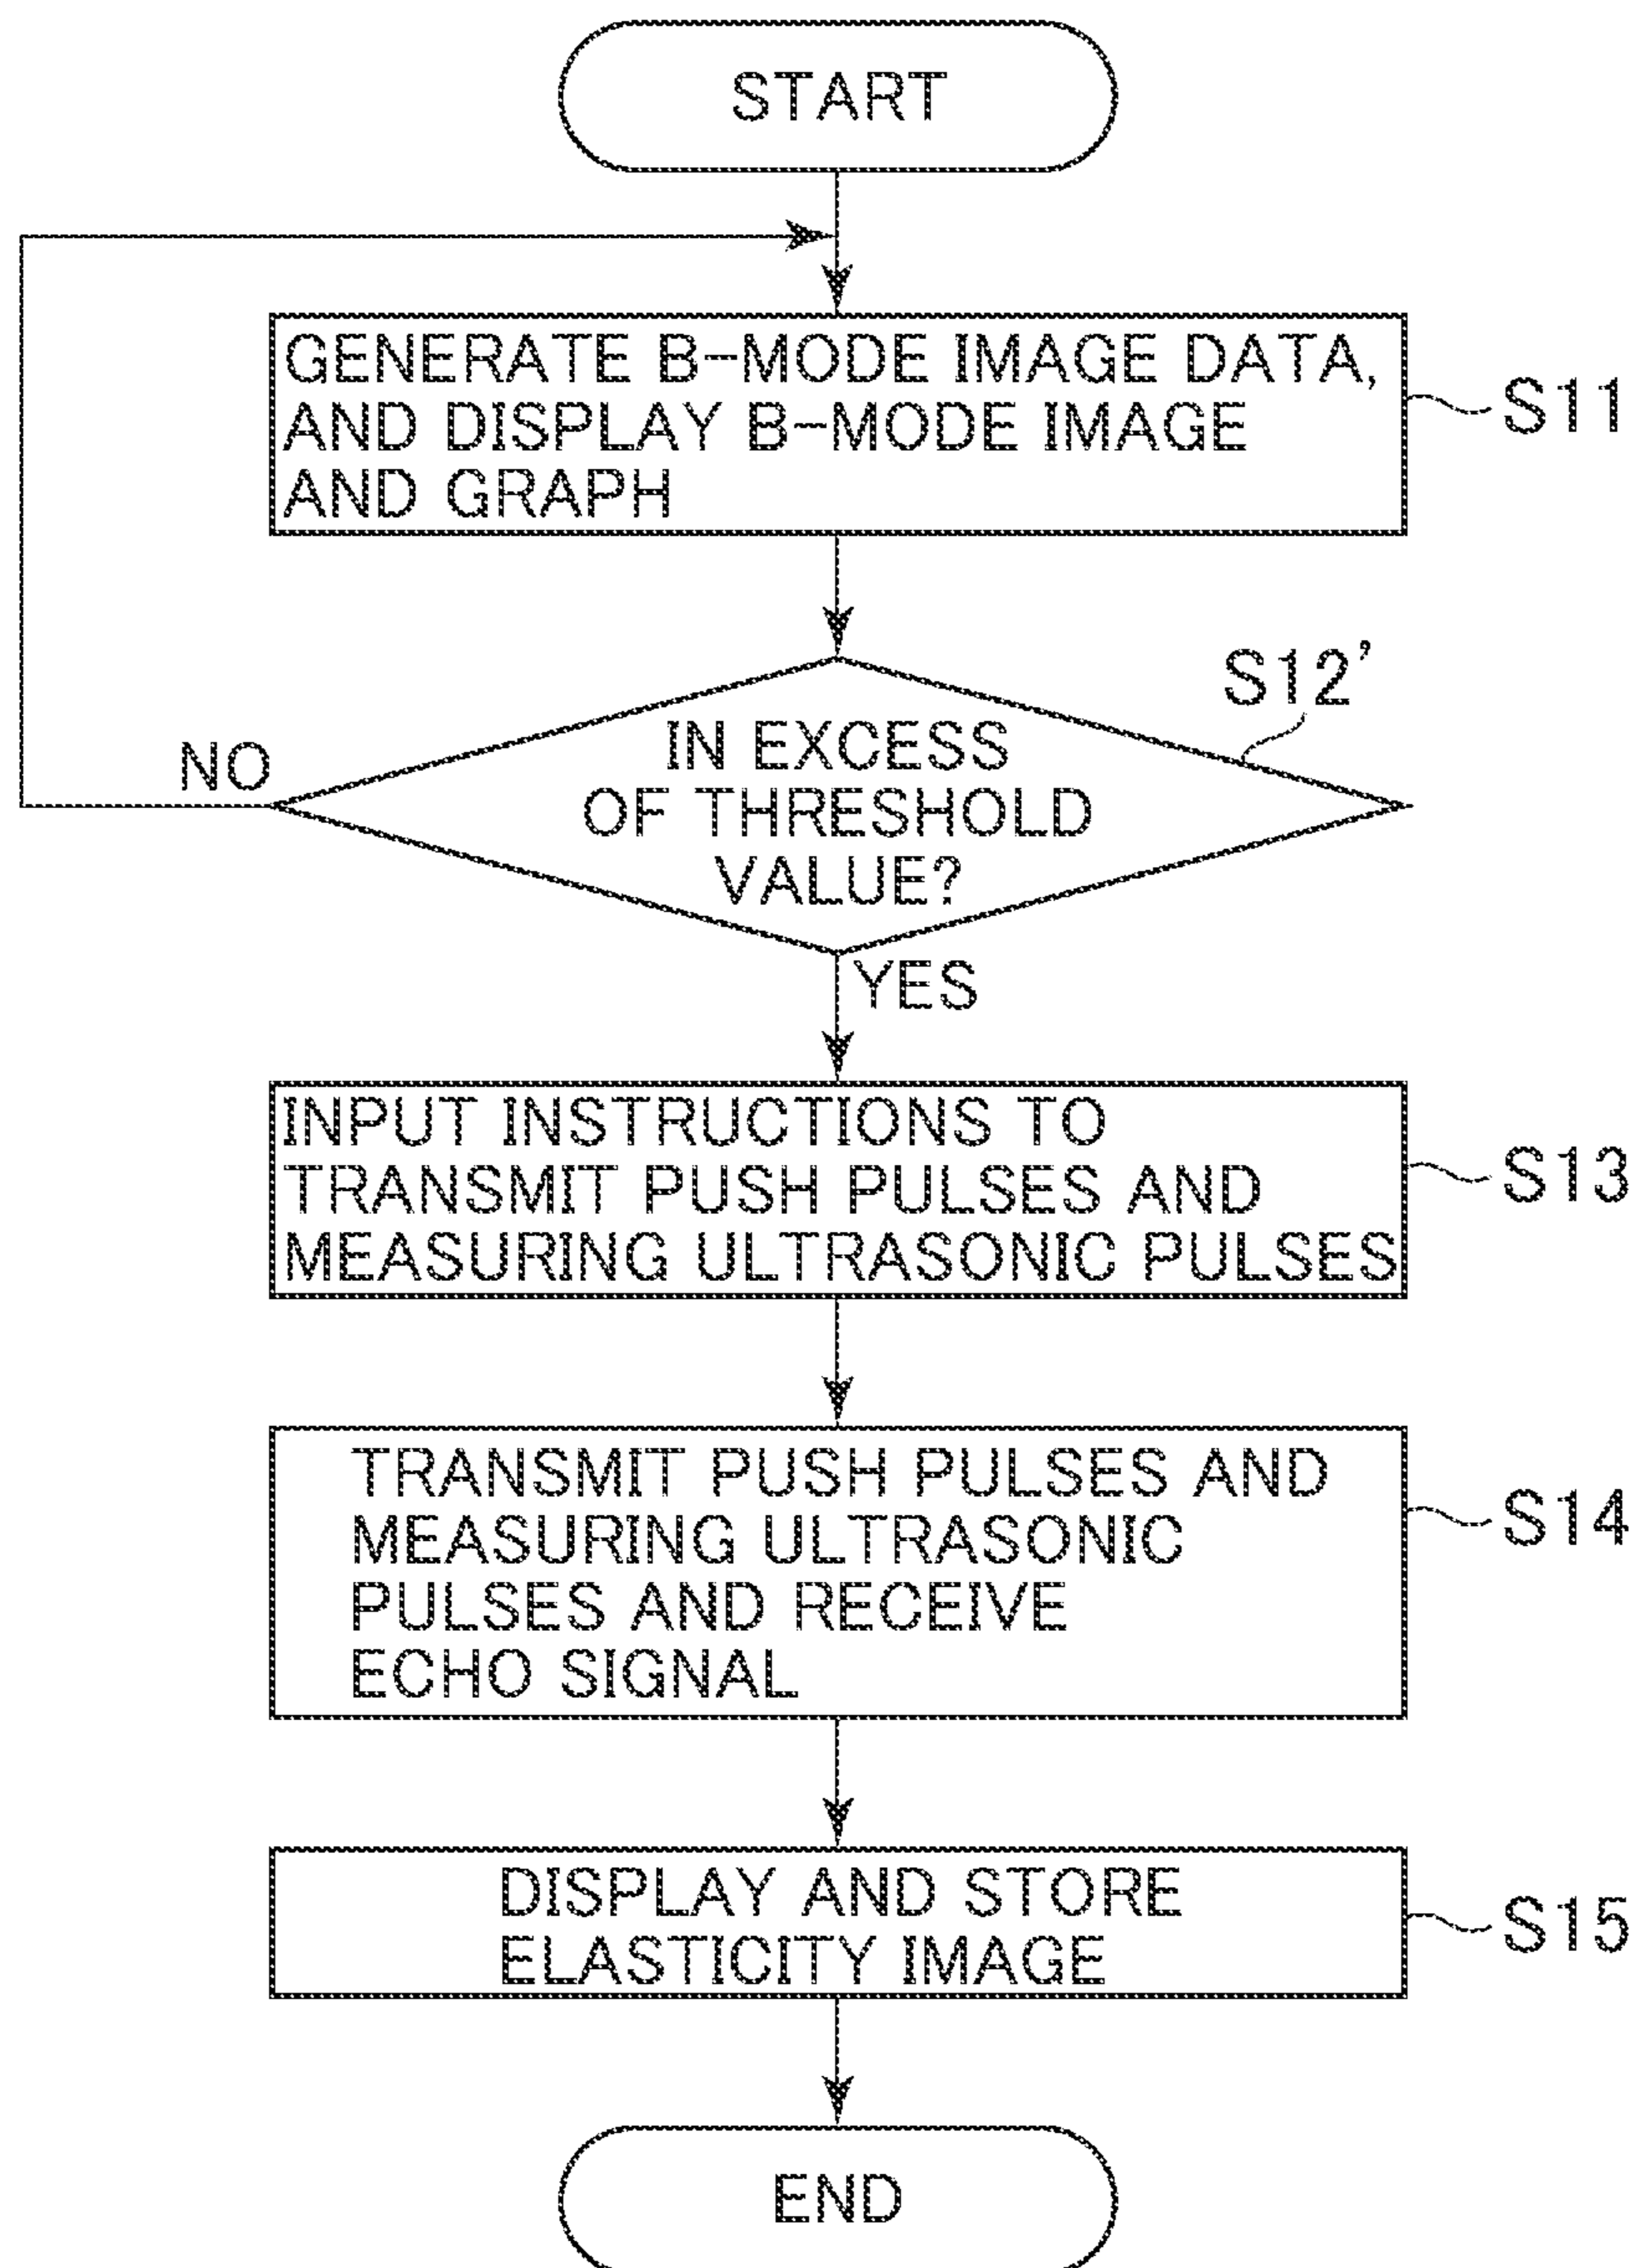 START
GENERATE B-MODE IMAGE DATA,
AND DISPLAY B-MODE IMAGE
AND GRAPH
S11
S12’
IN EXCESS
OF THRESHOLD
VALUE?
NO
YES
INPUT INSTRUCTIONS TO
TRANSMIT PUSH PULSES AND
MEASURING ULTRASONIC PULSES
S13
TRANSMIT PUSH PULSES AND
MEASURING ULTRASONIC
PULSES AND RECEIVE
ECHO SIGNAL
S14
DISPLAY AND STORE
ELASTICITY IMAGE
S15
END